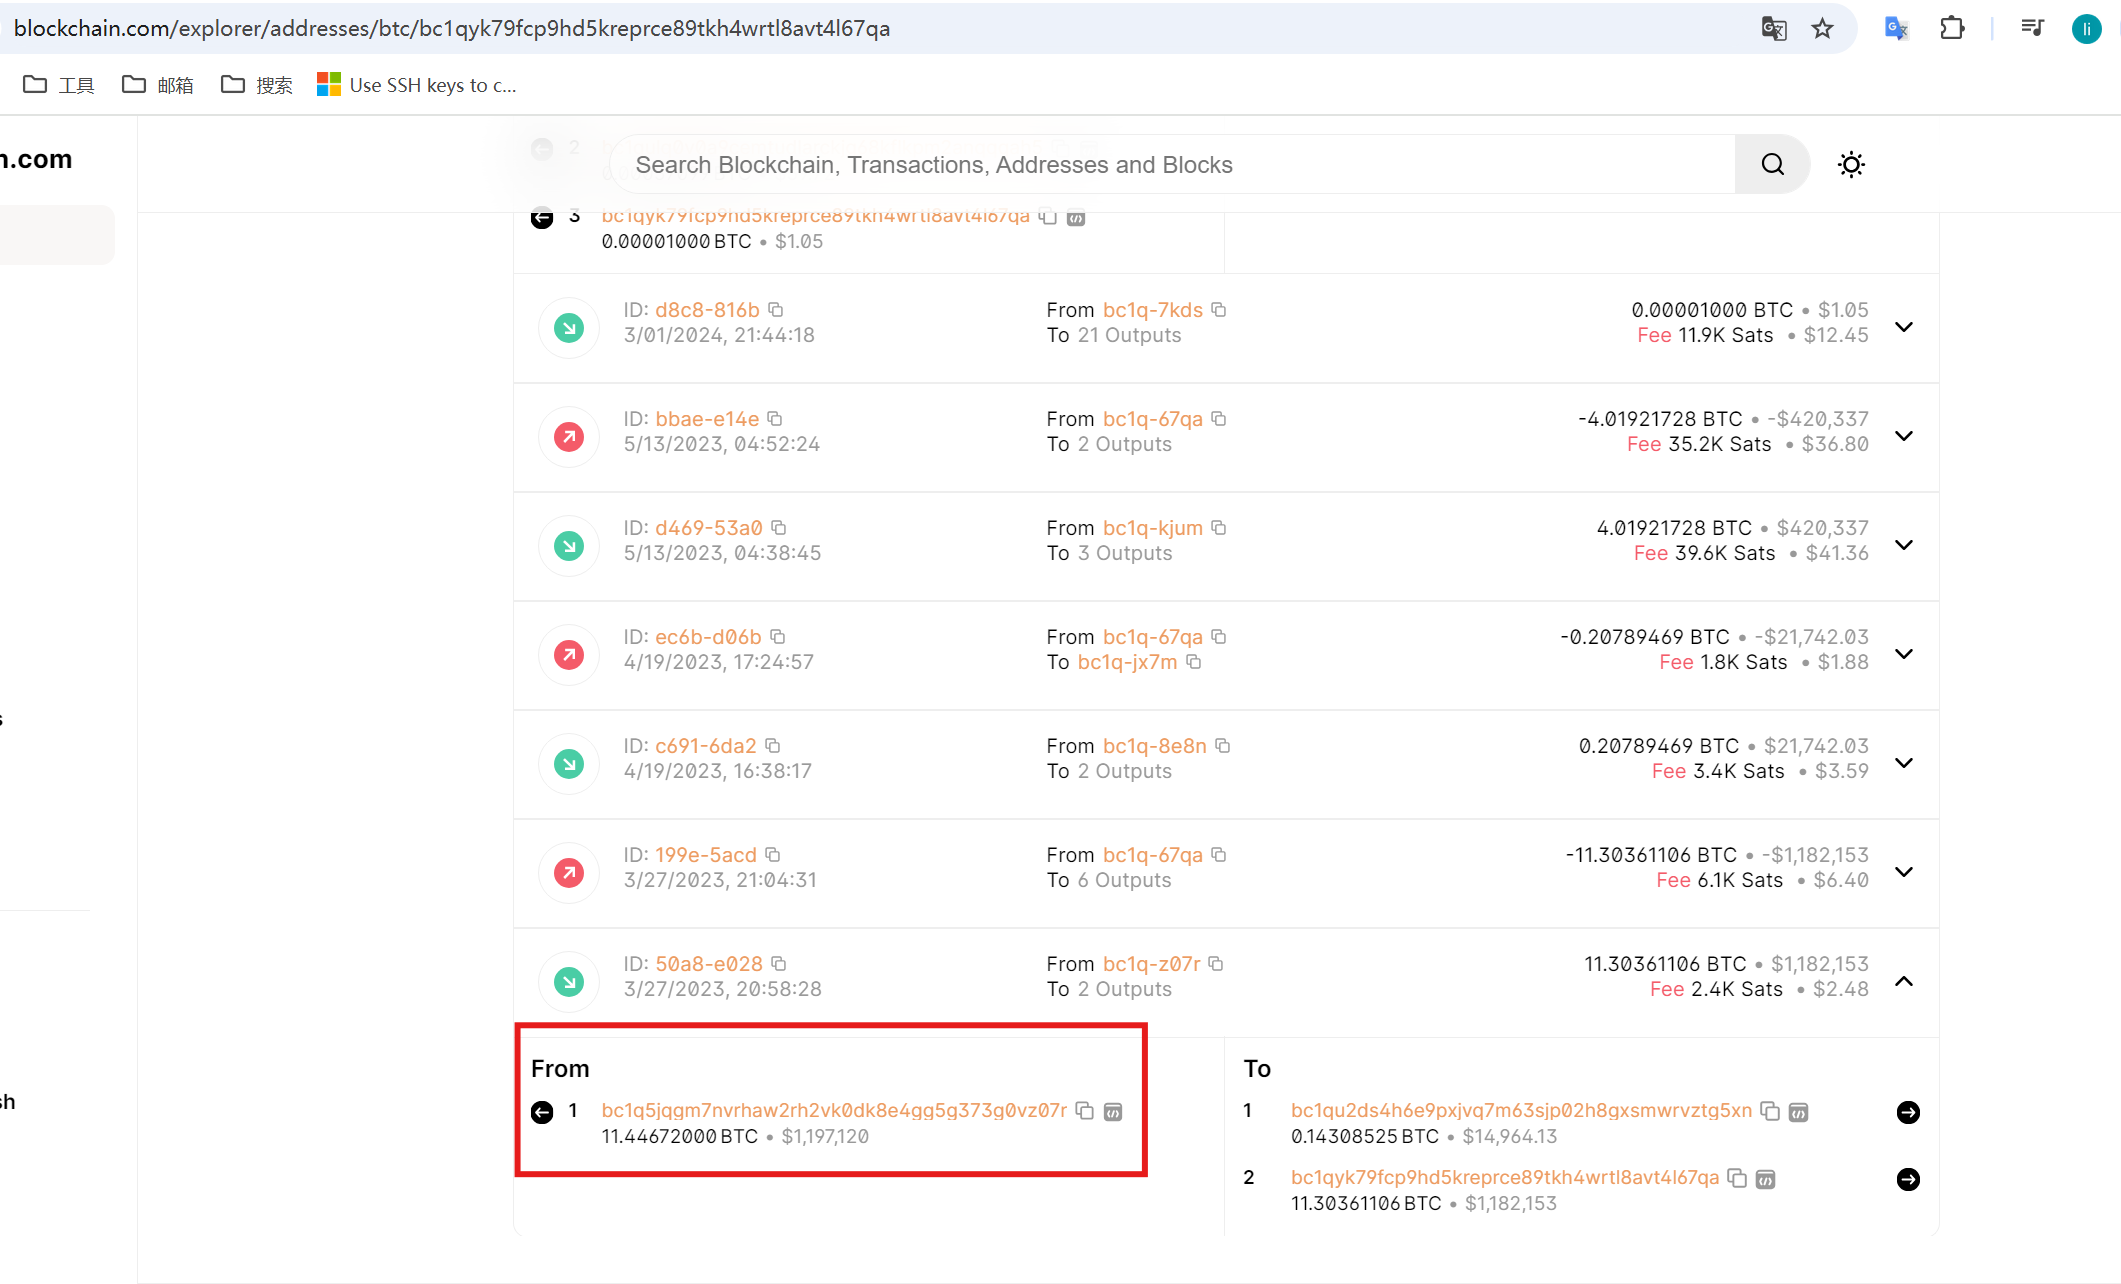 blockchain.com/explorer/addresses/btc/bc1qyk79fcp9hd5kreprce89tkh4wrtl8avt4l67qa
li
工具
邮箱
搜索
Use SSH keys to c...
n.com
Search Blockchain, Transactions, Addresses and Blocks
2
3 bc1qyk79fcp9hd5kreprce89tkh4wrtl8avt4l67qa
0.00001000 BTC • $1.05
ID: d8c8-816b
3/01/2024, 21:44:18
From bc1q-7kds
To 21 Outputs
0.00001000 BTC • $1.05
Fee 11.9K Sats • $12.45
ID: bbae-e14e
5/13/2023, 04:52:24
From bc1q-67qa
To 2 Outputs
-4.01921728 BTC • -$420,337
Fee 35.2K Sats • $36.80
ID: d469-53a0
5/13/2023, 04:38:45
From bc1q-kjum
To 3 Outputs
4.01921728 BTC • $420,337
Fee 39.6K Sats • $41.36
ID: ec6b-d06b
4/19/2023, 17:24:57
From bc1q-67qa
To bc1q-jx7m
-0.20789469 BTC • -$21,742.03
Fee 1.8K Sats • $1.88
s
ID: c691-6da2
4/19/2023, 16:38:17
From bc1q-8e8n
To 2 Outputs
0.20789469 BTC • $21,742.03
Fee 3.4K Sats • $3.59
ID: 199e-5acd
3/27/2023, 21:04:31
From bc1q-67qa
To 6 Outputs
-11.30361106 BTC • -$1,182,153
Fee 6.1K Sats • $6.40
ID: 50a8-e028
3/27/2023, 20:58:28
From bc1q-z07r
To 2 Outputs
11.30361106 BTC • $1,182,153
Fee 2.4K Sats • $2.48
sh
From
1 bc1q5jqgm7nvrhaw2rh2vk0dk8e4gg5g373g0vz07r
11.44672000 BTC • $1,197,120
To
1 bc1qu2ds4h6e9pxjvq7m63sjp02h8gxsmwrvztg5xn
0.14308525 BTC • $14,964.13
2 bc1qyk79fcp9hd5kreprce89tkh4wrtl8avt4l67qa
11.30361106 BTC • $1,182,153